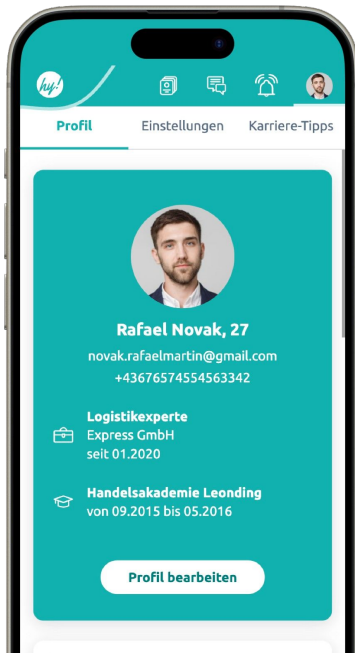 hy!
Profil Einstellungen Karriere-Tipps
Rafael Novak, 27
novak.rafaelmartin@gmail.com
+43676574554563342
Logistikexperte
Express GmbH
seit 01.2020
Handelsakademie Leonding
von 09.2015 bis 05.2016
Profil bearbeiten